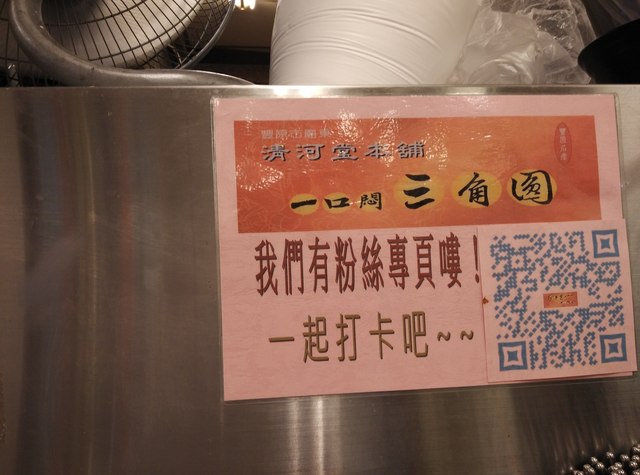 清河堂本舖
一口悶 三角圓
我們有粉絲專頁嘍！
一起打卡吧~~